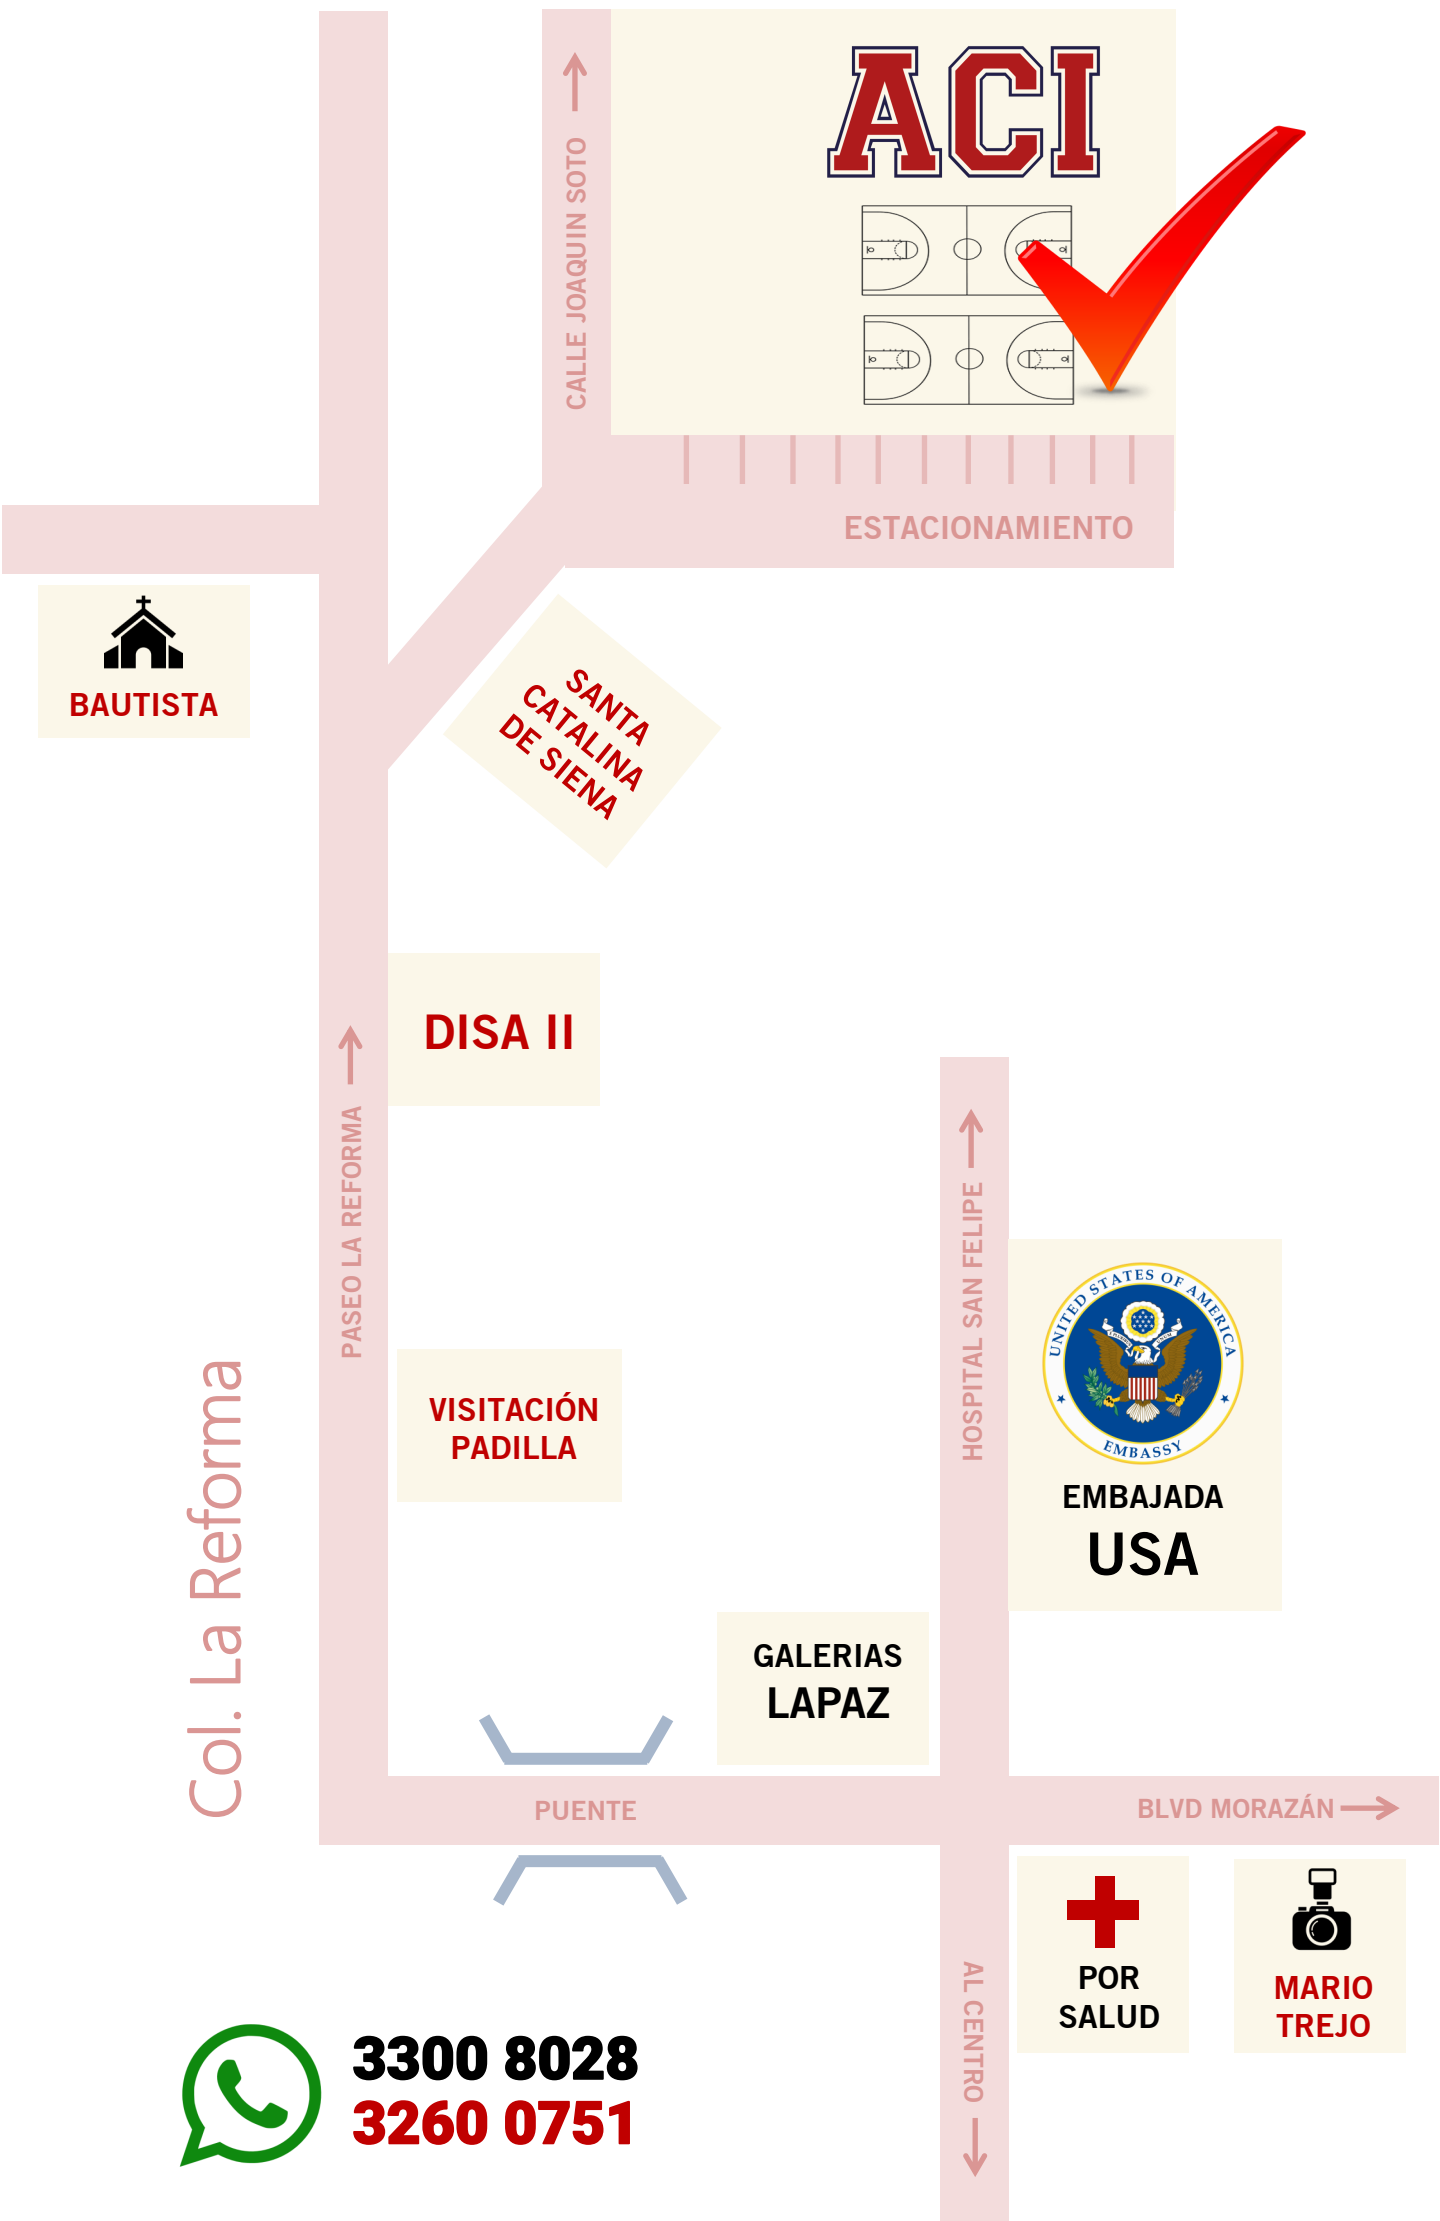 ACI
CALLE JOAQUIN SOTO
ESTACIONAMIENTO
BAUTISTA
SANTA
CATALINA
DE SIENA
DISA II
PASEO LA REFORMA
HOSPITAL SAN FELIPE
UNITED STATES OF AMERICA
EMBASSY
EMBAJADA
USA
VISITACIÓN
PADILLA
Col. La Reforma
GALERIAS
LAPAZ
PUENTE
BLVD MORAZÁN
AL CENTRO
POR
SALUD
MARIO
TREJO
3300 8028
3260 0751